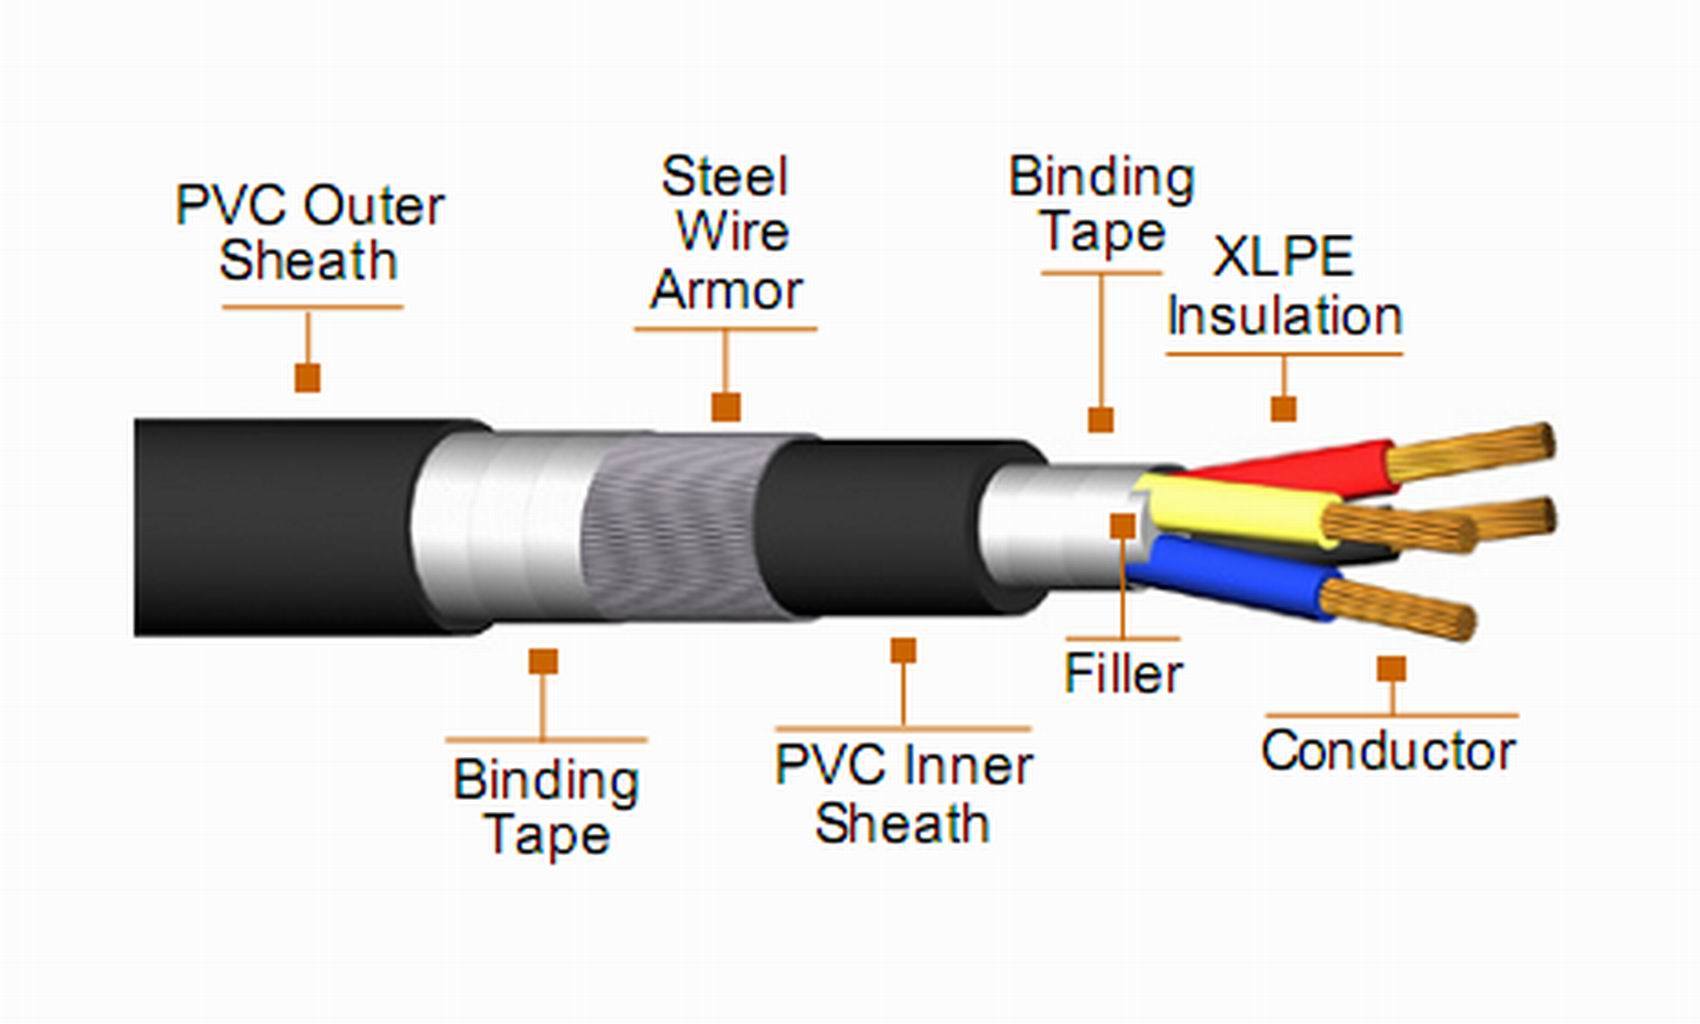 PVC Outer
Sheath
Steel
Wire
Armor
Binding
Tape
XLPE
Insulation
Binding
Tape
PVC Inner
Sheath
Filler
Conductor